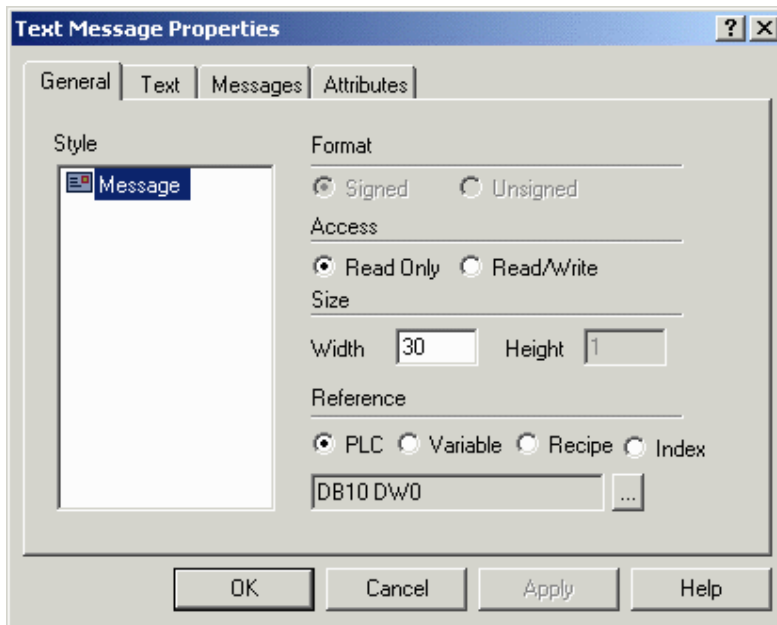 Text Message Properties
General Text Messages Attributes
Style
Message
Format
Signed Unsigned
Access
Read Only Read/Write
Size
Width 30 Height 1
Reference
PLC Variable Recipe Index
DB10 DW0 ...
OK Cancel Apply Help